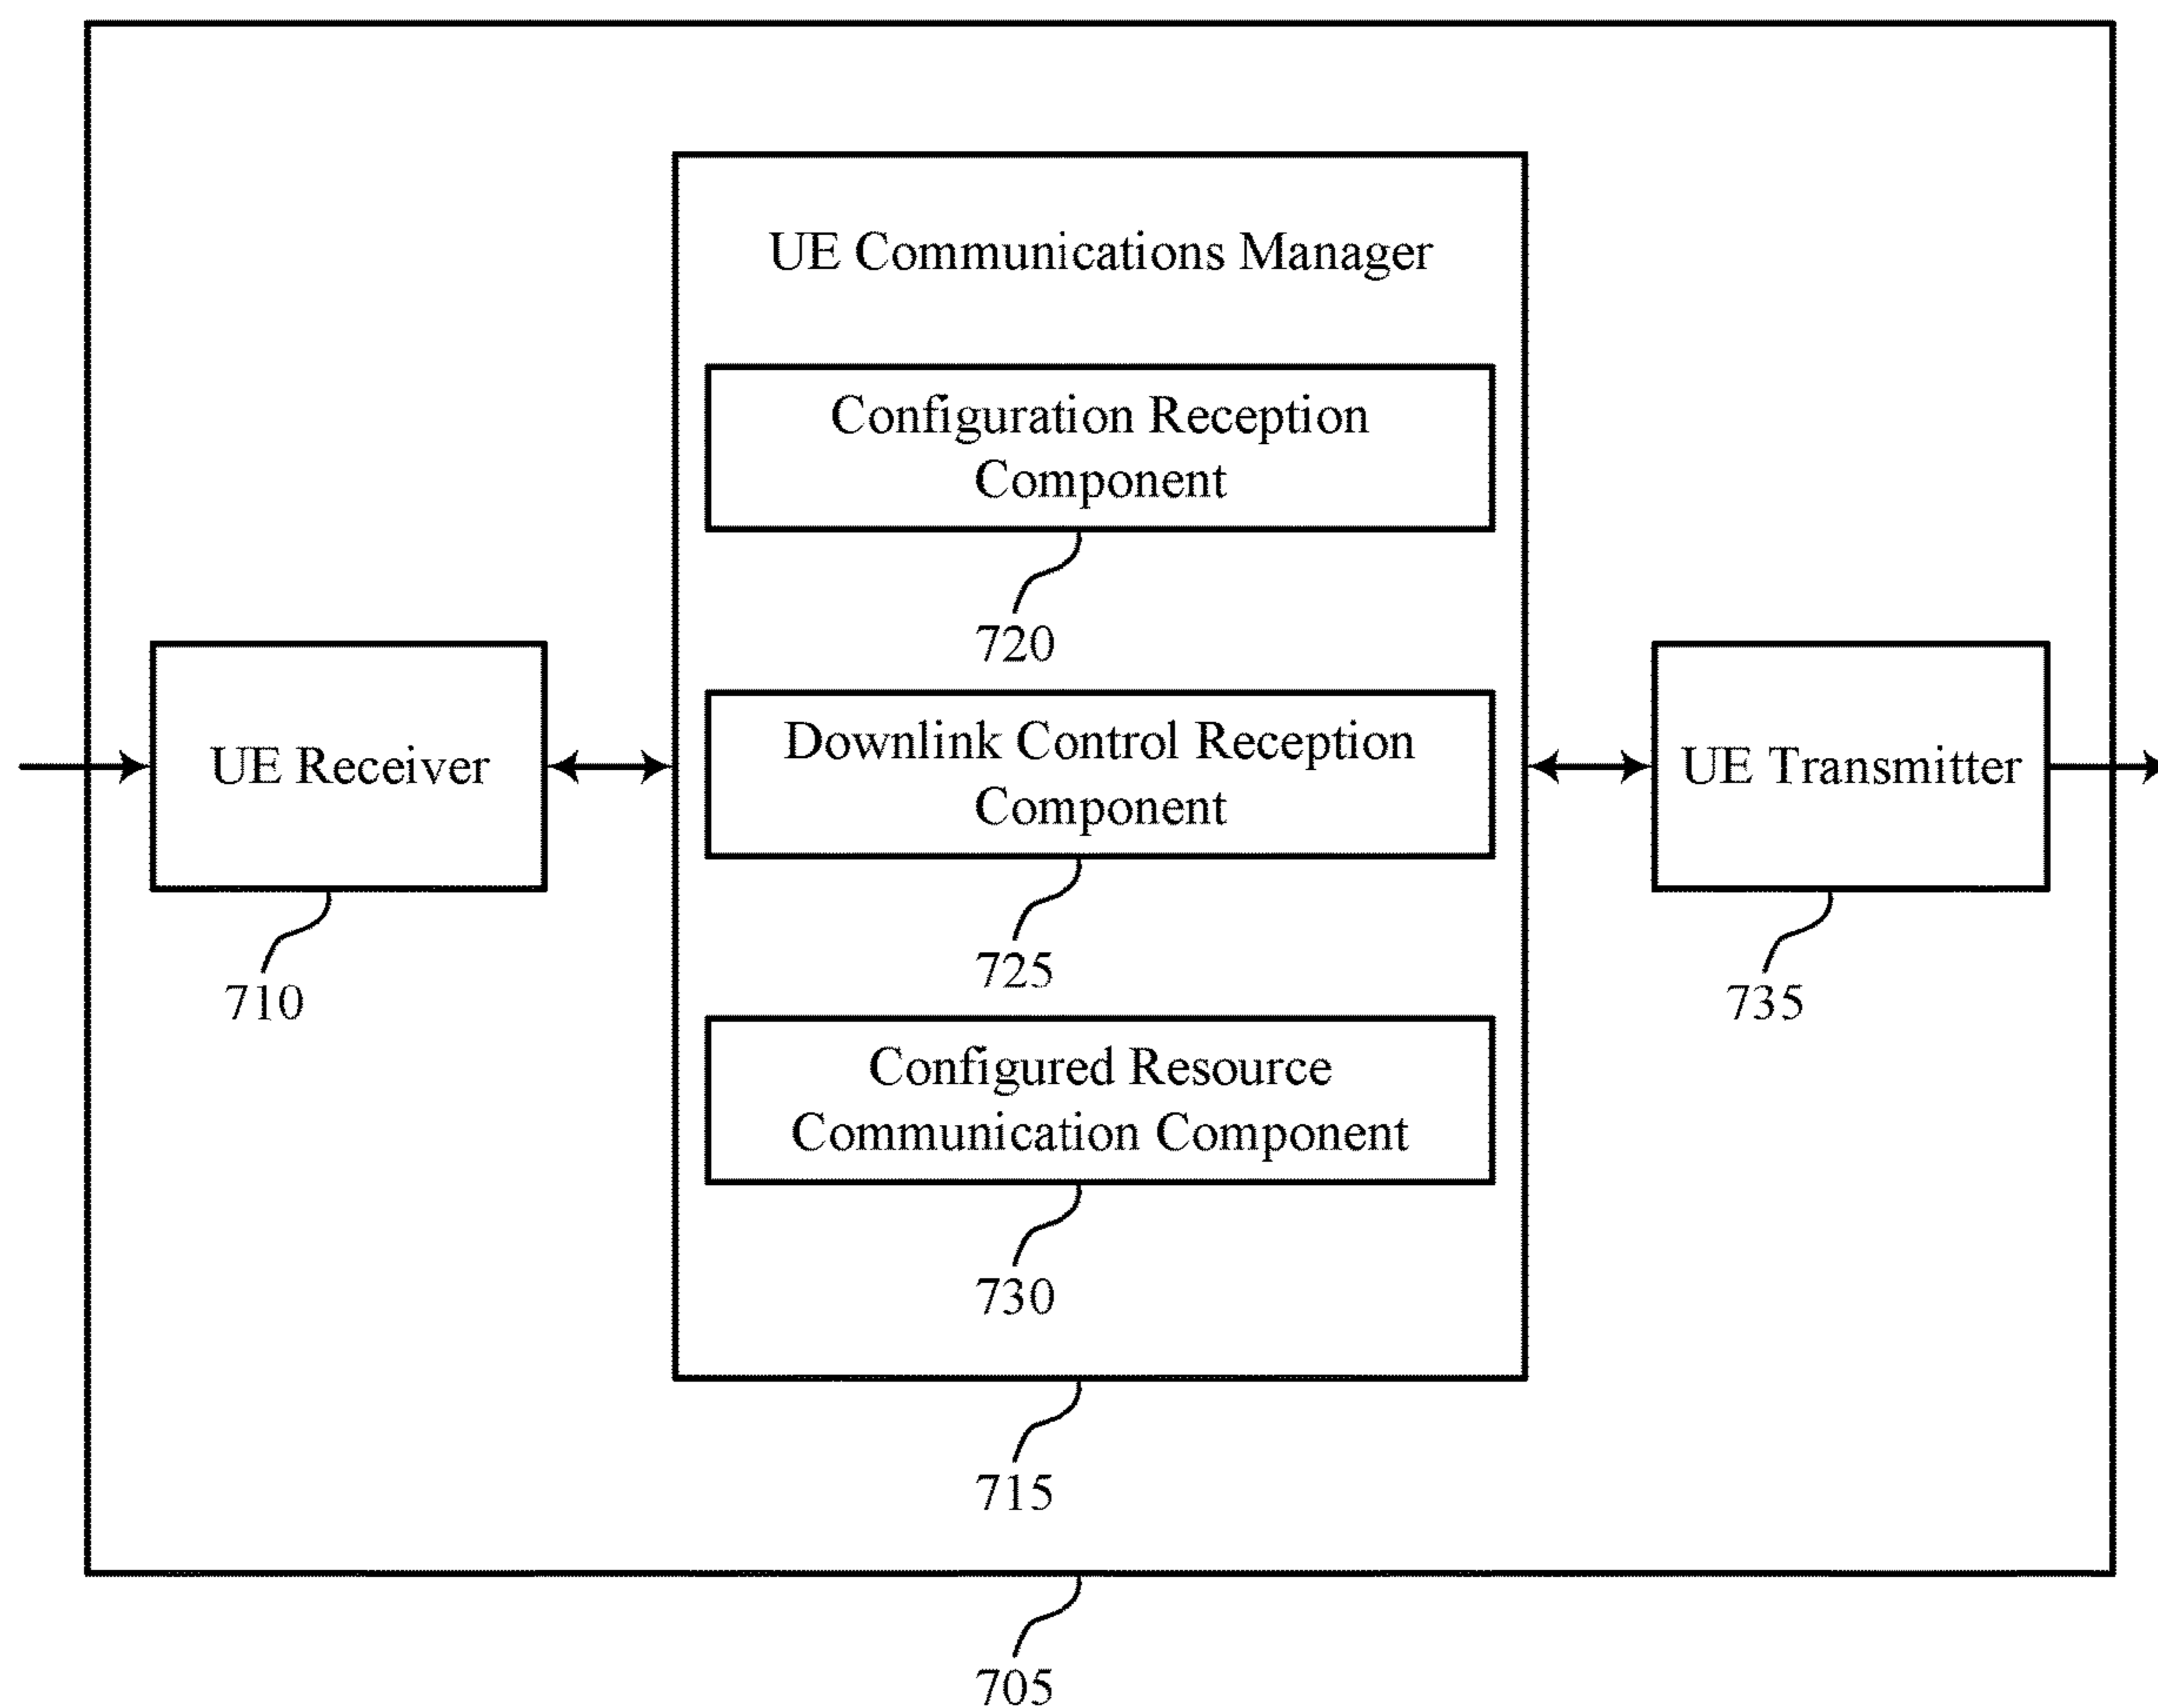 UE Communications Manager
Configuration Reception
Component
720
UE Receiver
710
Downlink Control Reception
Component
725
UE Transmitter
735
Configured Resource
Communication Component
730
715
705